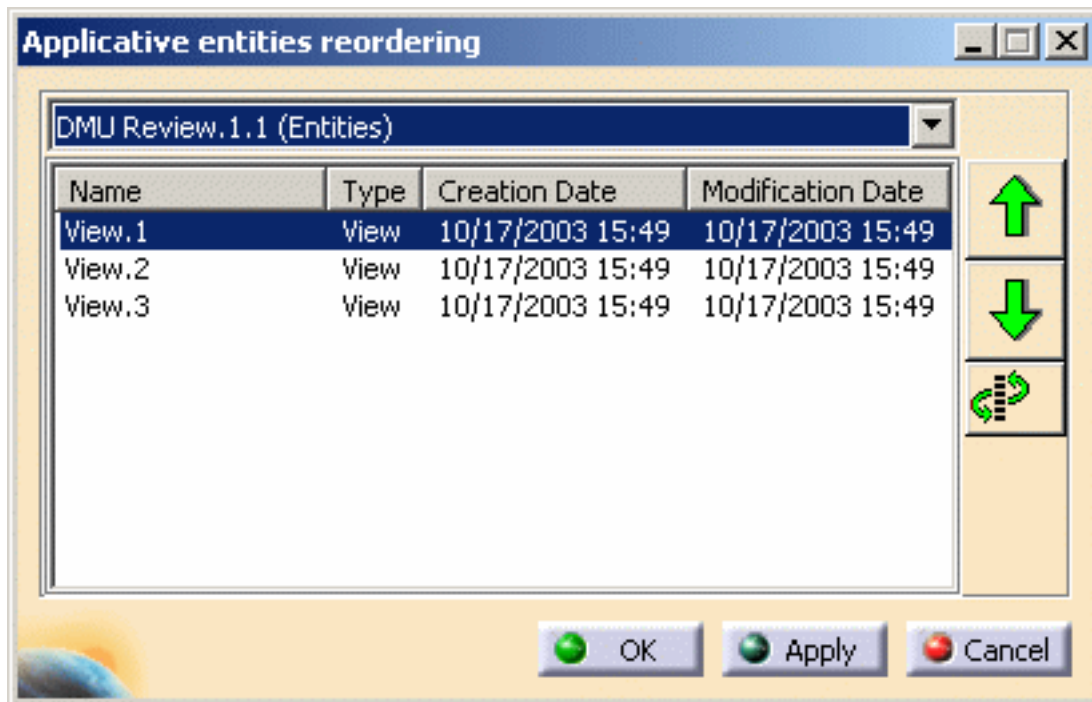 Applicative entities reordering
DMU Review.1.1 (Entities)
Name Type Creation Date Modification Date
View.1 View 10/17/2003 15:49 10/17/2003 15:49
View.2 View 10/17/2003 15:49 10/17/2003 15:49
View.3 View 10/17/2003 15:49 10/17/2003 15:49
OK Apply Cancel